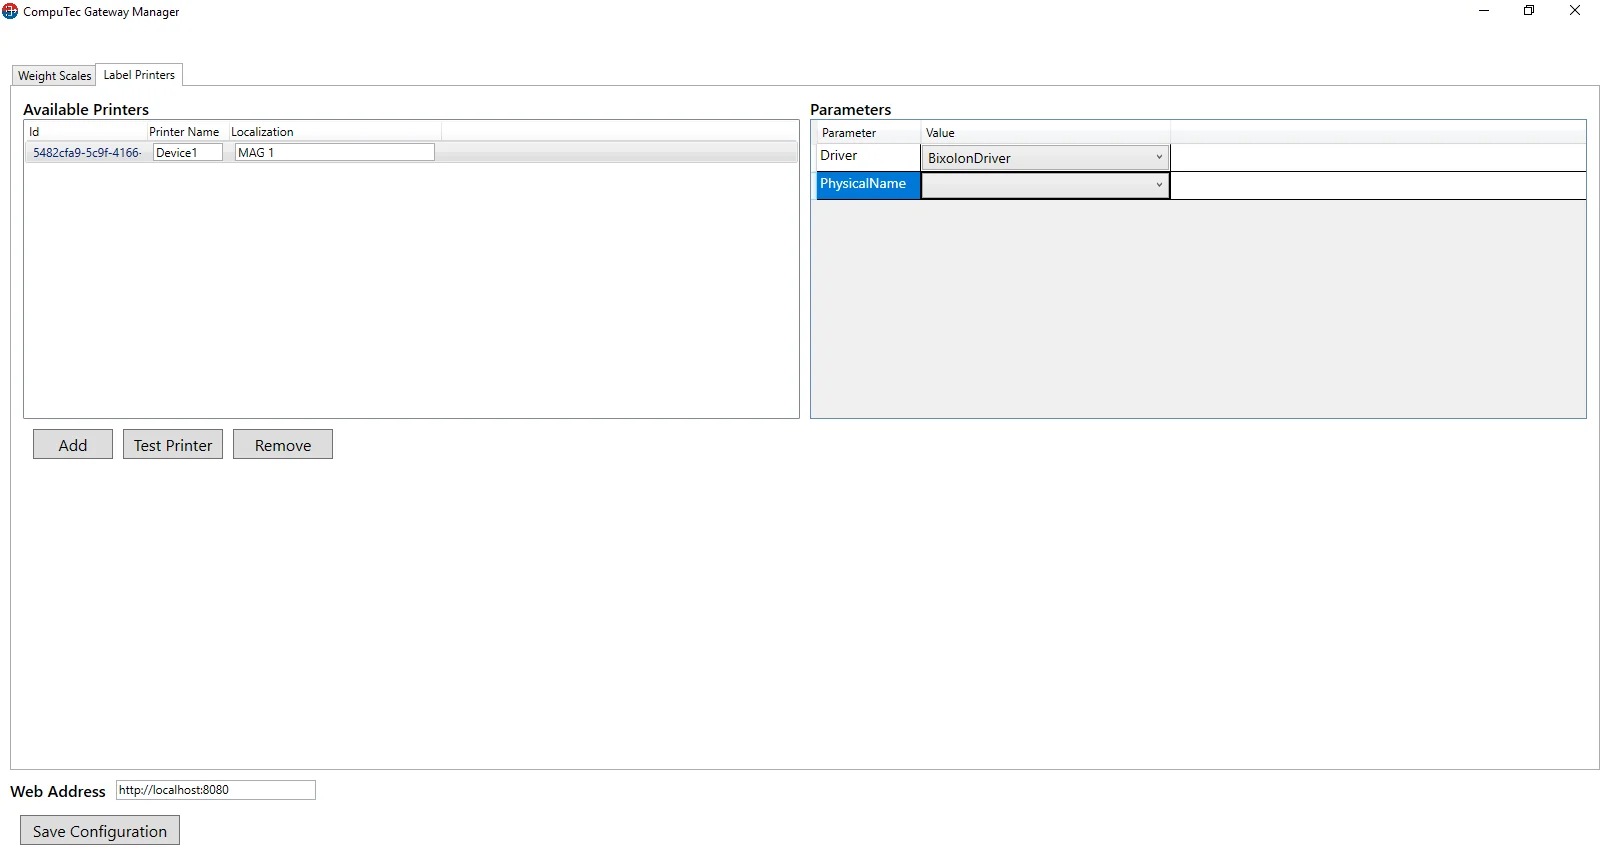 CompuTec Gateway Manager
Weight Scales Label Printers
Available Printers
Id Printer Name Localization
5482cfa9-5c9f-4166- Device1 MAG 1
Add Test Printer Remove
Parameters
Parameter Value
Driver BixolonDriver
PhysicalName
Web Address http://localhost:8080
Save Configuration